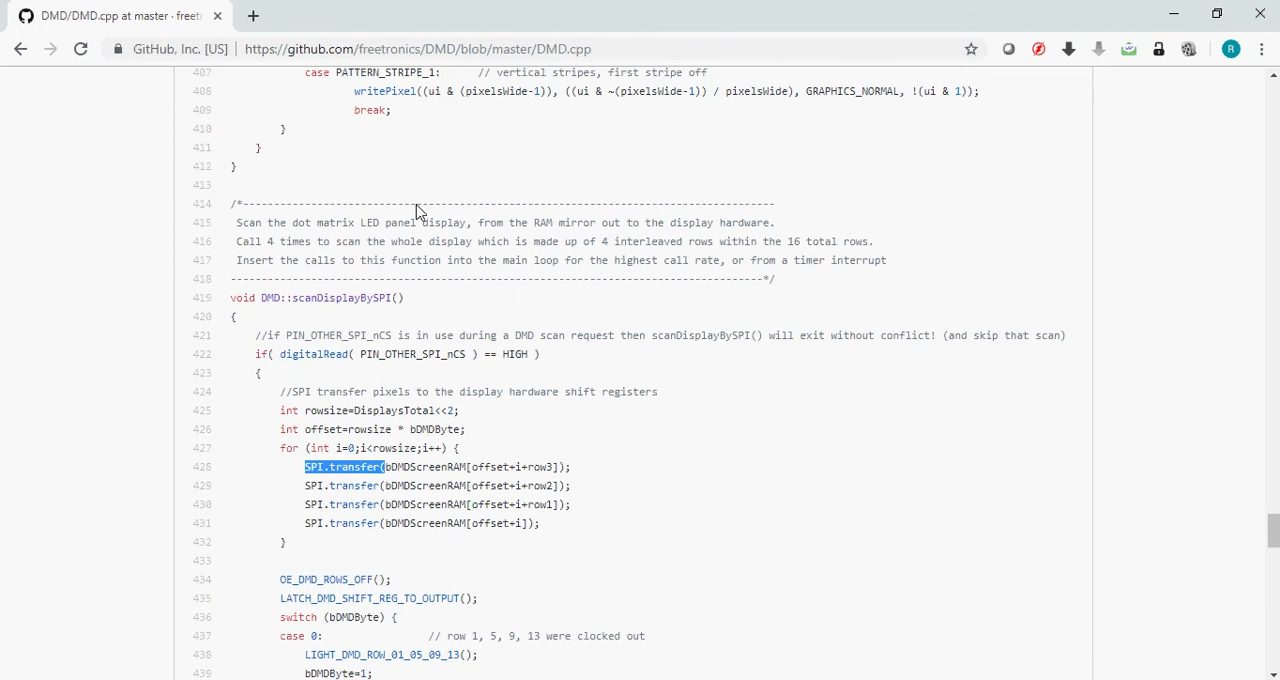 DMD/DMD.cpp at master · freetr
GitHub, Inc. [US] https://github.com/freetronics/DMD/blob/master/DMD.cpp R
407 case PATTERN_STRIPE_1: // vertical stripes, first stripe off
408 writePixel((ui & (pixelsWide-1)), ((ui & ~(pixelsWide-1)) / pixelsWide), GRAPHICS_NORMAL, !(ui & 1));
409 break;
410 }
411 }
412 }
413
414 /*--------------------------------------------------------------------------------------
415 Scan the dot matrix LED panel display, from the RAM mirror out to the display hardware.
416 Call 4 times to scan the whole display which is made up of 4 interleaved rows within the 16 total rows.
417 Insert the calls to this function into the main loop for the highest call rate, or from a timer interrupt
418 --------------------------------------------------------------------------------------*/
419 void DMD::scanDisplayBySPI()
420 {
421 //if PIN_OTHER_SPI_nCS is in use during a DMD scan request then scanDisplayBySPI() will exit without conflict! (and skip that scan)
422 if( digitalRead( PIN_OTHER_SPI_nCS ) == HIGH )
423 {
424 //SPI transfer pixels to the display hardware shift registers
425 int rowsize=DisplaysTotal<<2;
426 int offset=rowsize * bDMDByte;
427 for (int i=0;i<rowsize;i++) {
428 SPI.transfer(bDMDScreenRAM[offset+i+row3]);
429 SPI.transfer(bDMDScreenRAM[offset+i+row2]);
430 SPI.transfer(bDMDScreenRAM[offset+i+row1]);
431 SPI.transfer(bDMDScreenRAM[offset+i]);
432 }
433
434 OE_DMD_ROWS_OFF();
435 LATCH_DMD_SHIFT_REG_TO_OUTPUT();
436 switch (bDMDByte) {
437 case 0: // row 1, 5, 9, 13 were clocked out
438 LIGHT_DMD_ROW_01_05_09_13();
439 bDMDByte=1;